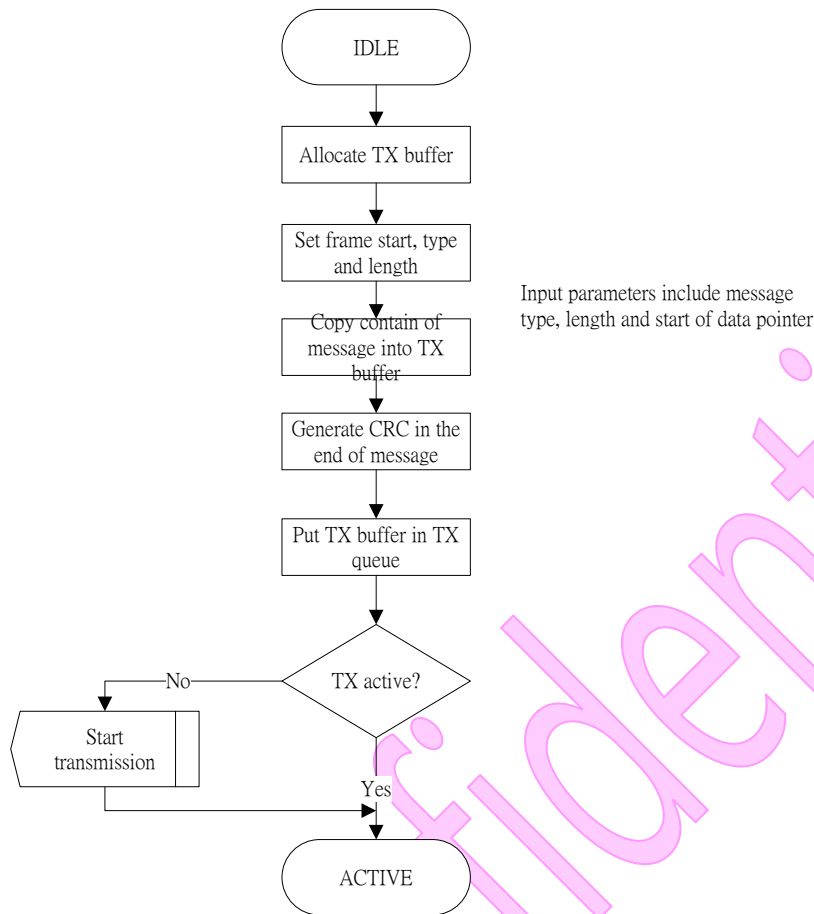 IDLE
Allocate TX buffer
Set frame start, type
and length
Input parameters include message
type, length and start of data pointer
Copy contain of
message into TX
buffer
Generate CRC in the
end of message
Put TX buffer in TX
queue
TX active?
No
Start
transmission
Yes
ACTIVE
fident